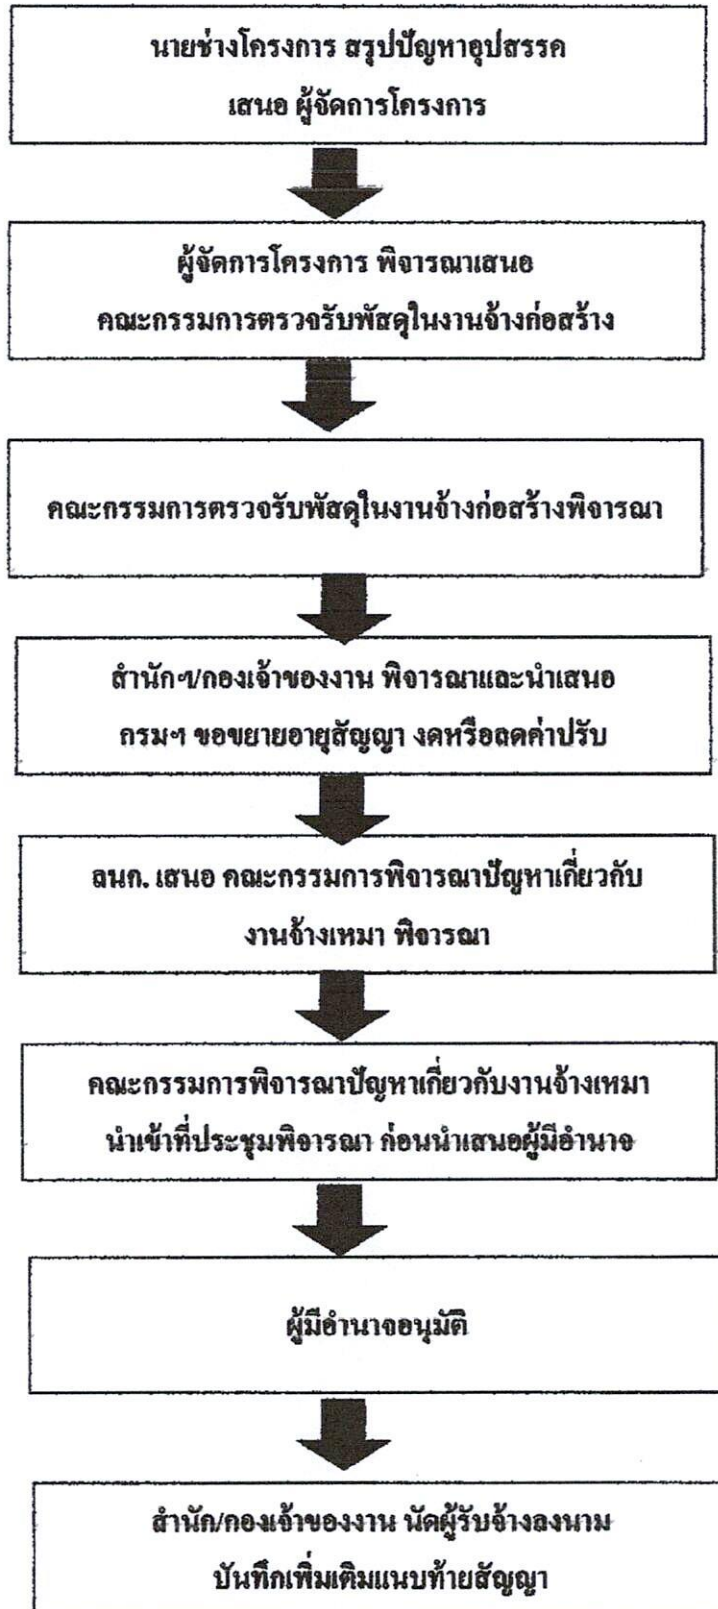 นายช่างโครงการ สรุปปัญหาอุปสรรค
เสนอ ผู้จัดการโครงการ
ผู้จัดการโครงการ พิจารณาเสนอ
คณะกรรมการตรวจรับพัสดุในงานจ้างก่อสร้าง
คณะกรรมการตรวจรับพัสดุในงานจ้างก่อสร้างพิจารณา
สำนักฯ/กองเจ้าของงาน พิจารณาและนำเสนอ
กรมฯ ขอขยายอายุสัญญา งดหรือลดค่าปรับ
ลนก. เสนอ คณะกรรมการพิจารณาปัญหาเกี่ยวกับ
งานจ้างเหมา พิจารณา
คณะกรรมการพิจารณาปัญหาเกี่ยวกับงานจ้างเหมา
นำเข้าที่ประชุมพิจารณา ก่อนนำเสนอผู้มีอำนาจ
ผู้มีอำนาจอนุมัติ
สำนัก/กองเจ้าของงาน นัดผู้รับจ้างลงนาม
บันทึกเพิ่มเติมแนบท้ายสัญญา